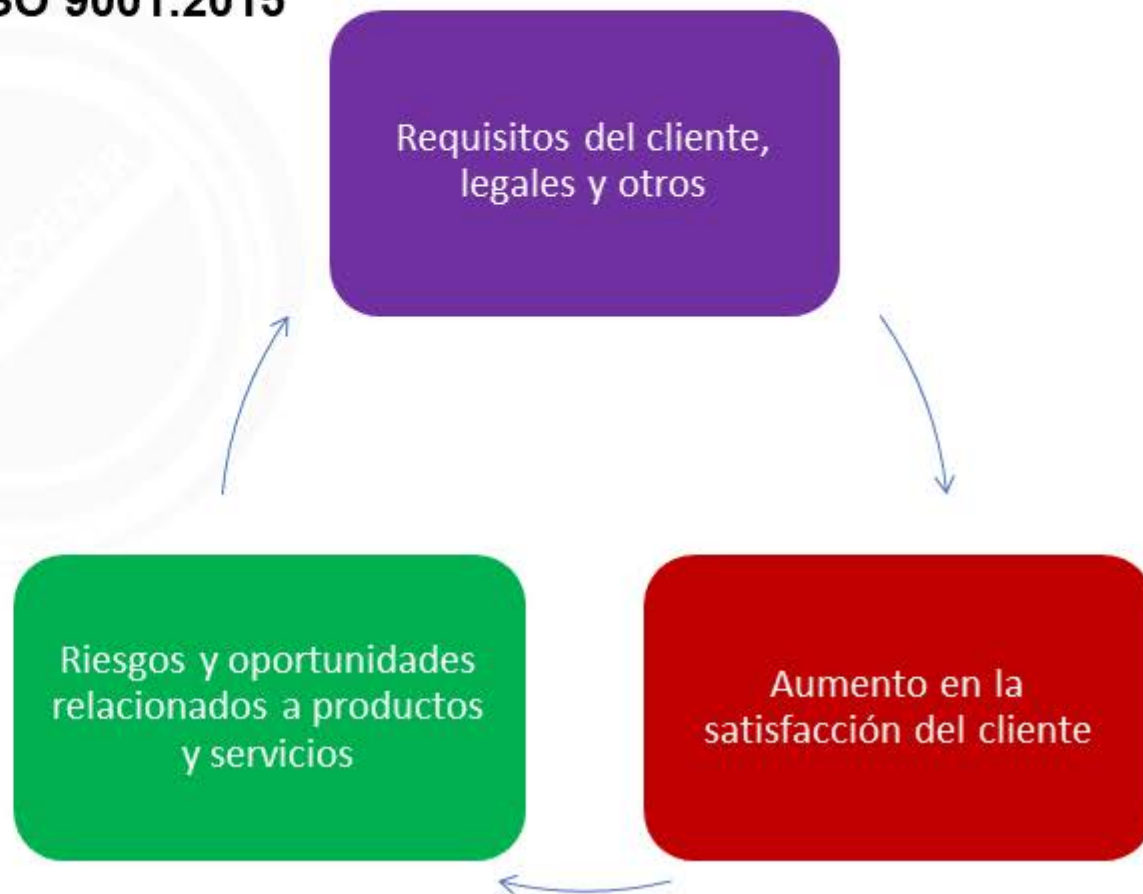 SO 9001:2015
Requisitos del cliente,
legales y otros
Riesgos y oportunidades
relacionados a productos
y servicios
Aumento en la
satisfacción del cliente